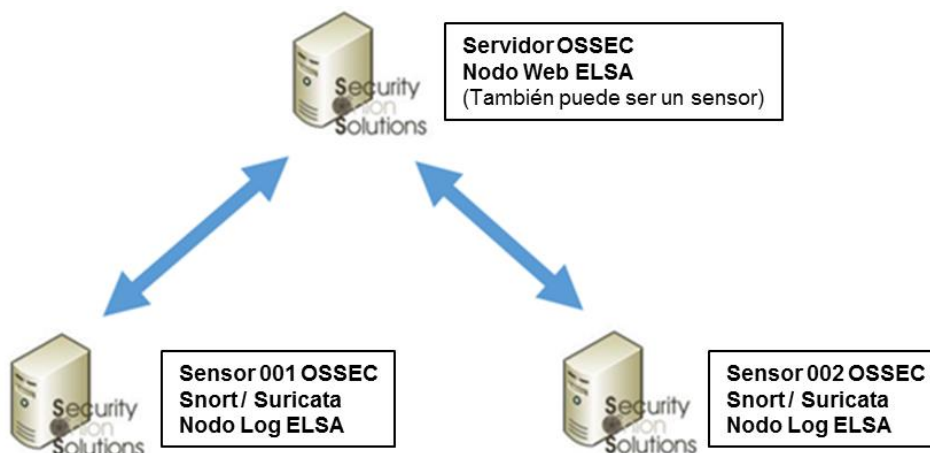 Security
Onion
Solutions
Servidor OSSEC
Nodo Web ELSA
(También puede ser un sensor)
Security
Onion
Solutions
Sensor 001 OSSEC
Snort / Suricata
Nodo Log ELSA
Security
Onion
Solutions
Sensor 002 OSSEC
Snort / Suricata
Nodo Log ELSA